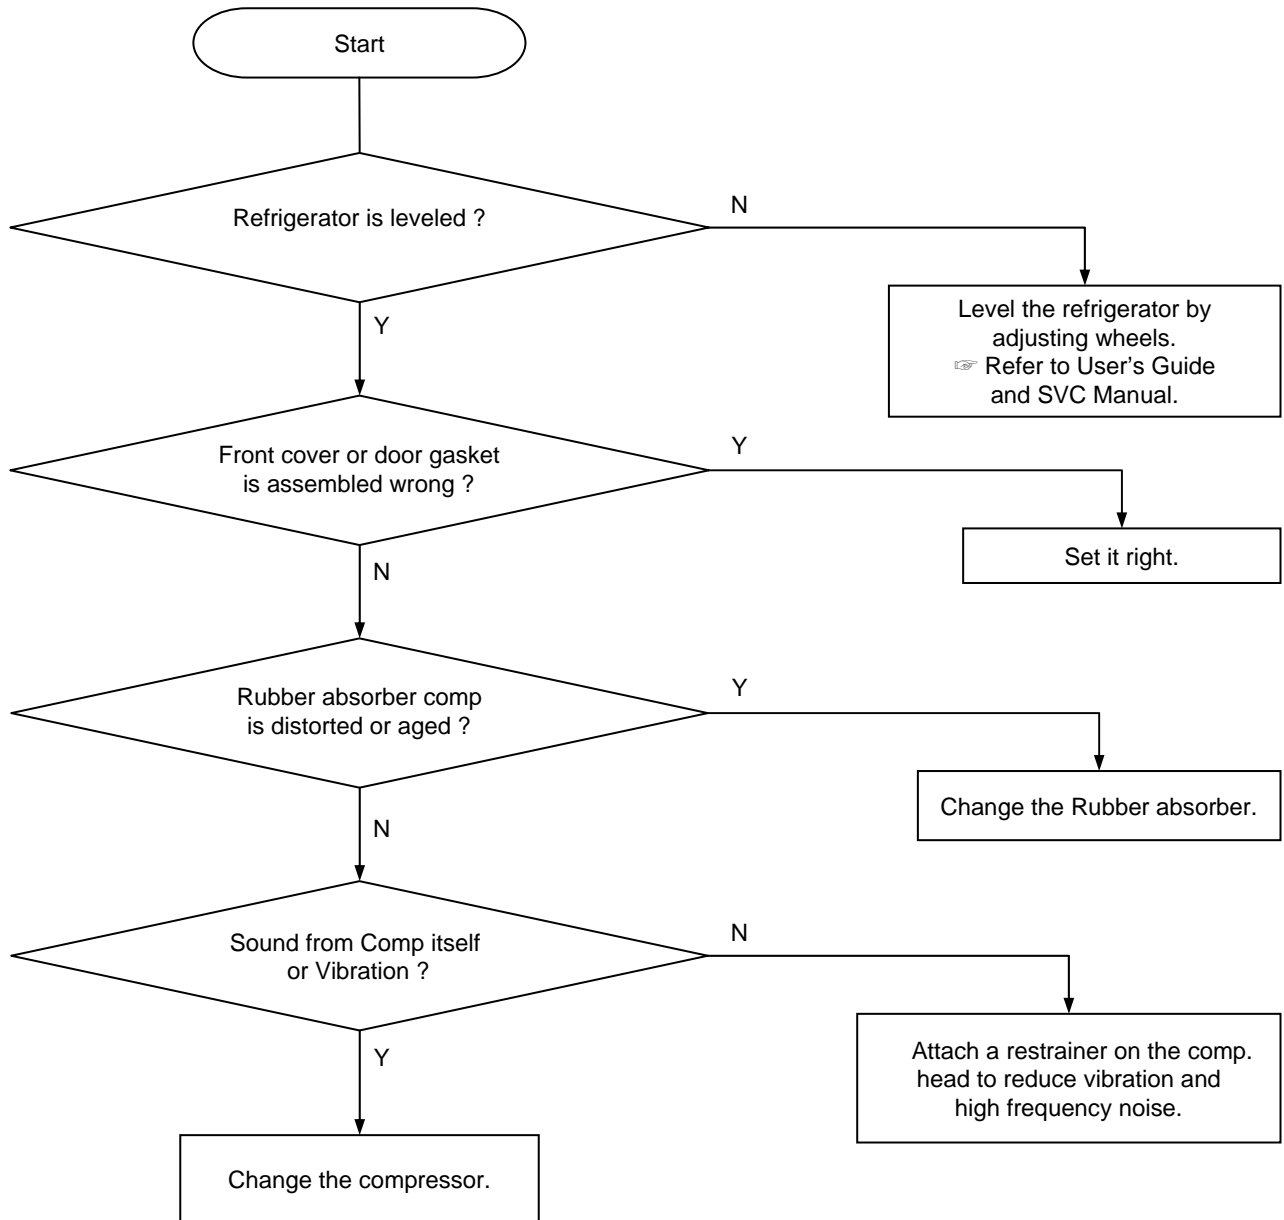 Start
Refrigerator is leveled ?
N
Y
Level the refrigerator by
adjusting wheels.
☞ Refer to User's Guide
and SVC Manual.
Front cover or door gasket
is assembled wrong ?
Y
N
Set it right.
Rubber absorber comp
is distorted or aged ?
Y
N
Change the Rubber absorber.
Sound from Comp itself
or Vibration ?
N
Y
Attach a restrainer on the comp.
head to reduce vibration and
high frequency noise.
Change the compressor.